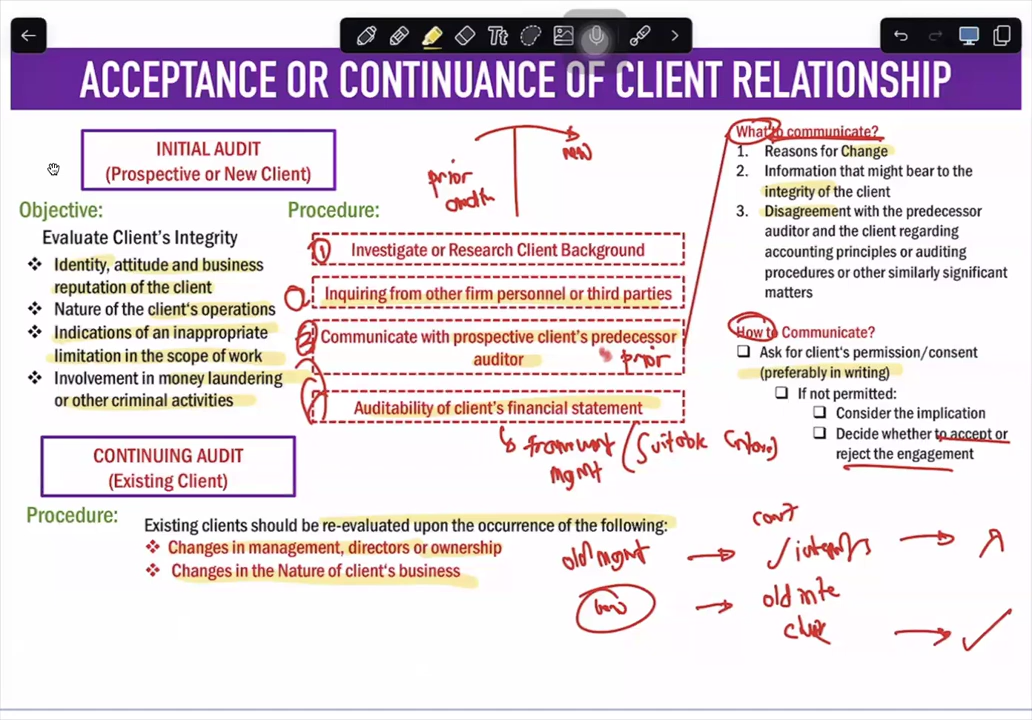 Tt
ACCEPTANCE OR CONTINUANCE OF CLIENT RELATIONSHIP
INITIAL AUDIT
(Prospective or New Client)
Objective:
Evaluate Client's Integrity
❖ Identity, attitude and business
reputation of the client
❖ Nature of the client's operations
❖ Indications of an inappropriate
limitation in the scope of work
❖ Involvement in money laundering
or other criminal activities
new
prior
Procedure:
1
Investigate or Research Client Background
Inquiring from other firm personnel or third parties
Communicate with prospective client's predecessor
auditor
prior
Auditability of client's financial statement
mgmt
What to communicate?
1. Reasons for Change
2. Information that might bear to the
integrity of the client
3. Disagreement with the predecessor
auditor and the client regarding
accounting principles or auditing
procedures or other similarly significant
matters
How to Communicate?
Ask for client's permission/consent
(preferably in writing)
If not permitted:
Consider the implication
Decide whether to accept or
reject the engagement
CONTINUING AUDIT
(Existing Client)
Procedure:
Existing clients should be re-evaluated upon the occurrence of the following:
❖ Changes in management, directors or ownership
❖ Changes in the Nature of client's business
old mgmt